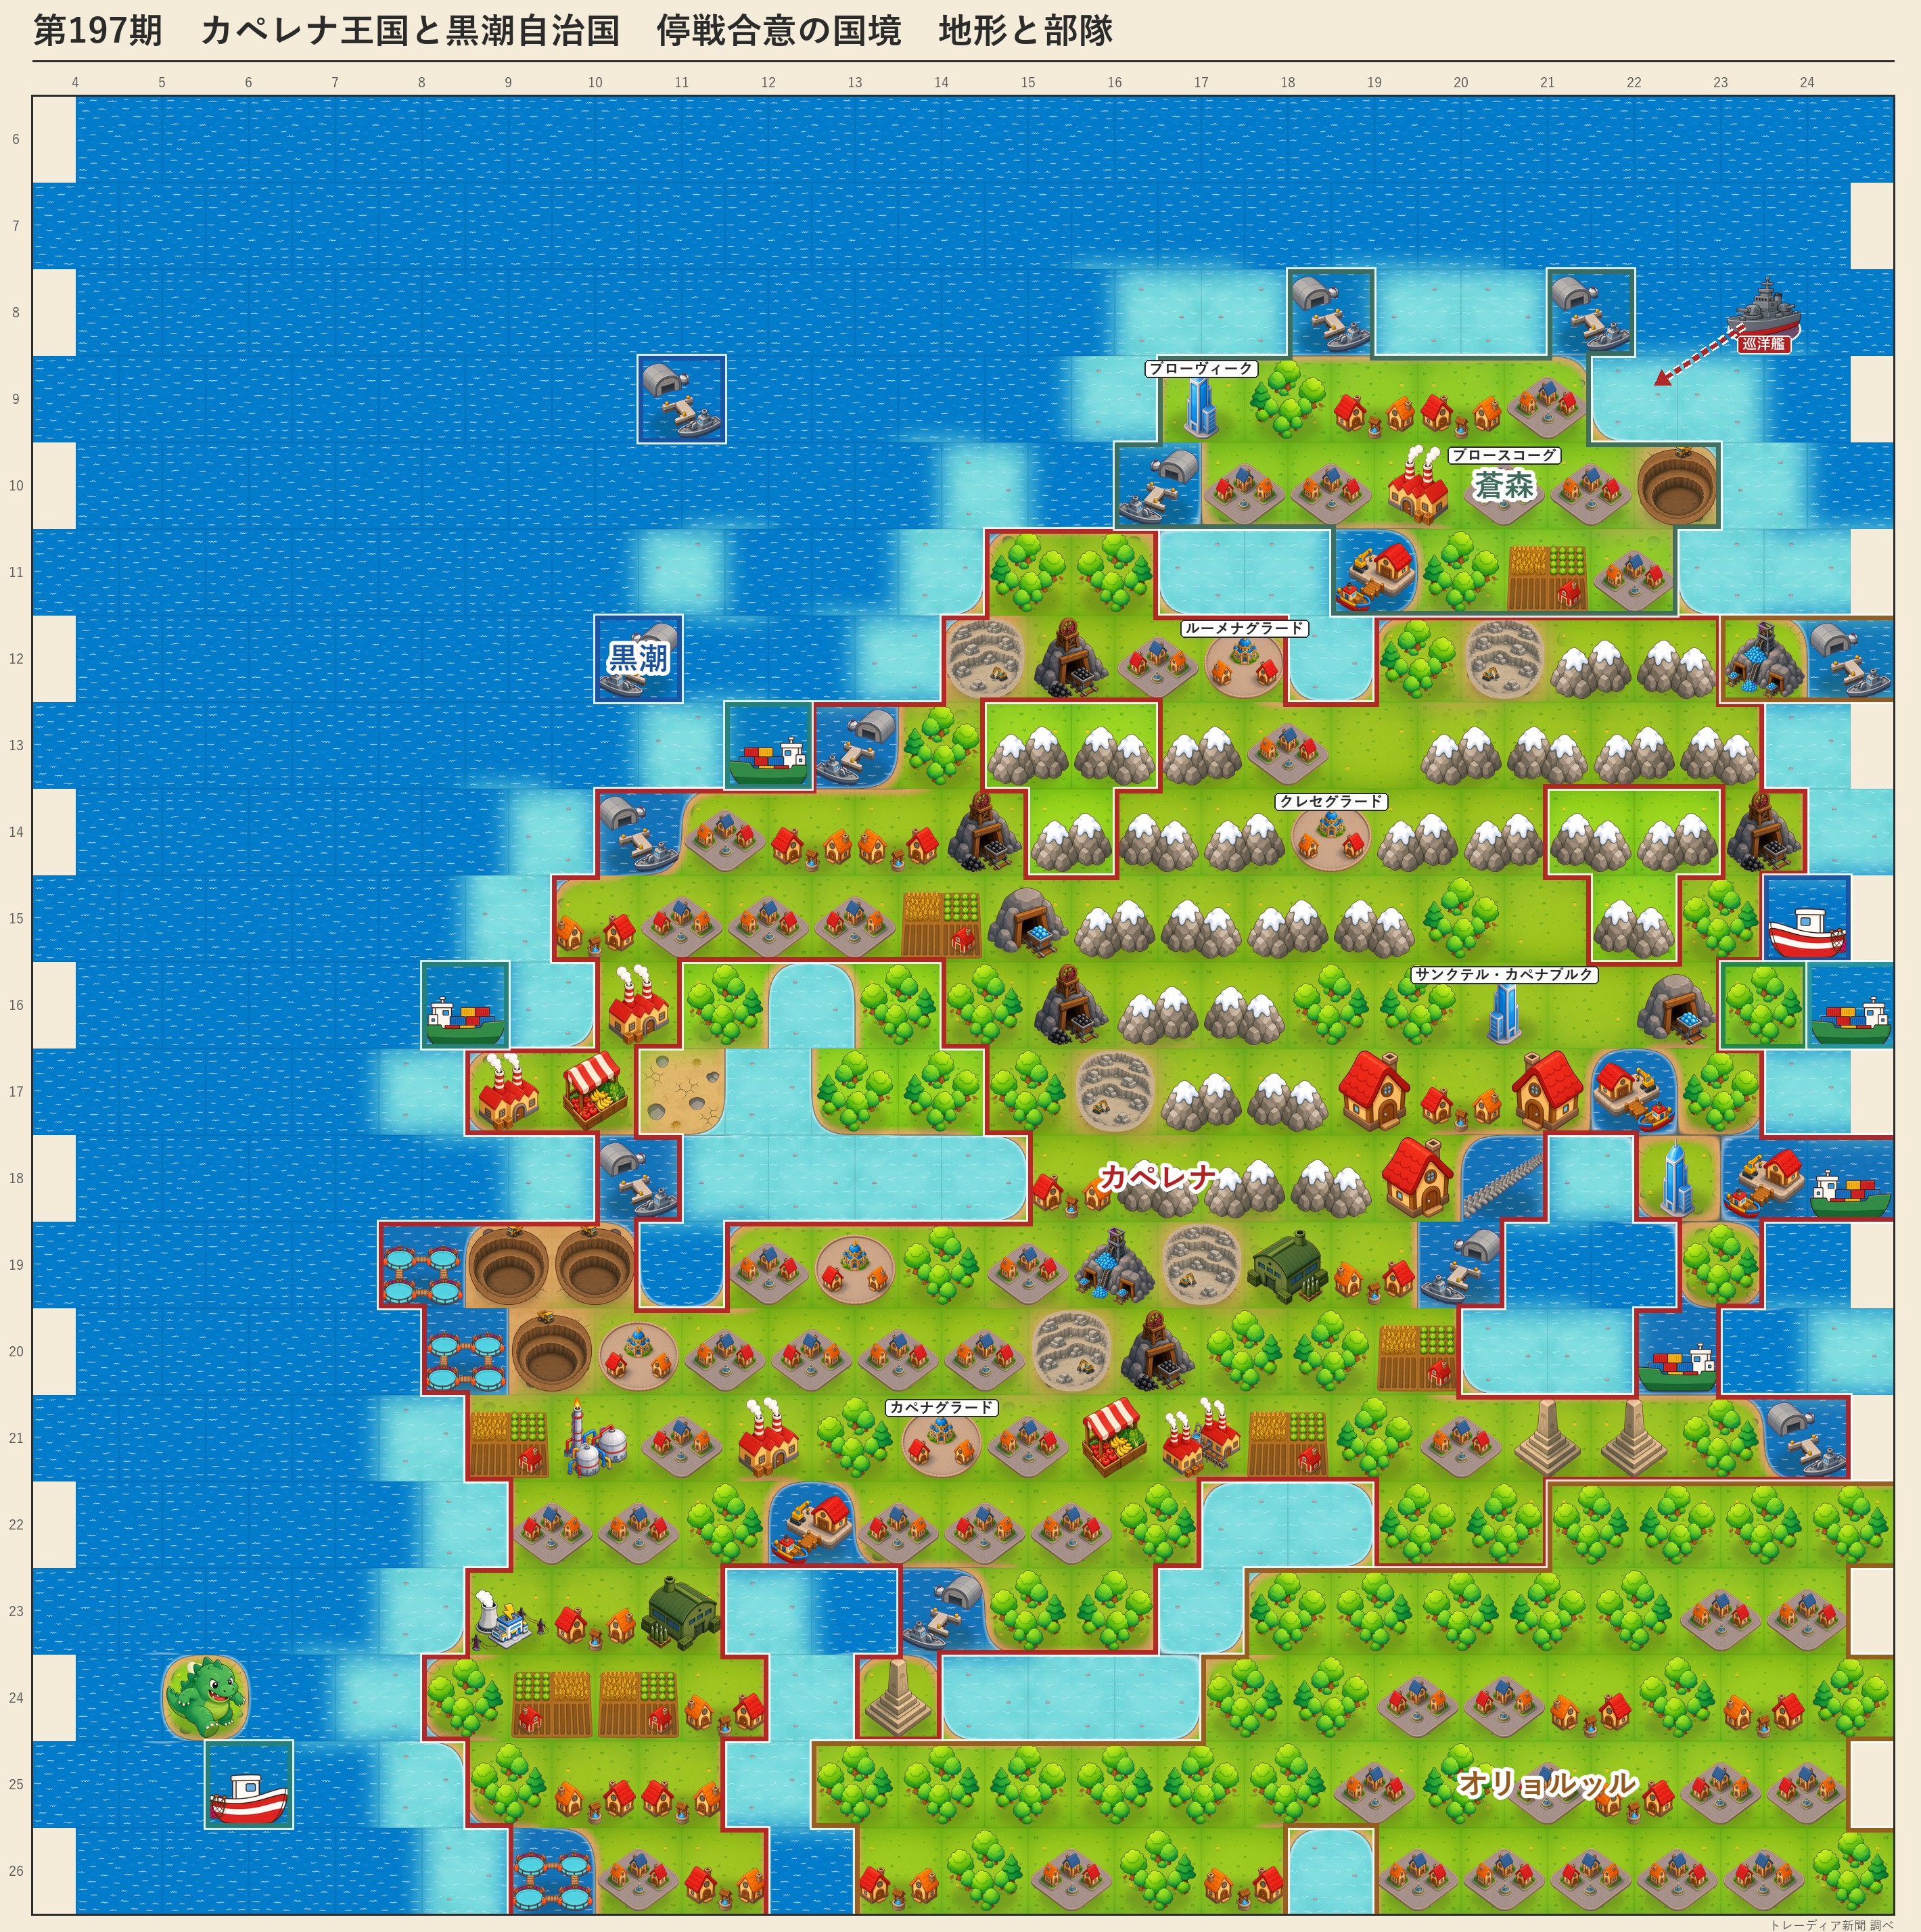 第197期　カペレナ王国と黒潮自治国　停戦合意の国境　地形と部隊
4 5 6 7 8 9 10 11 12 13 14 15 16 17 18 19 20 21 22 23 24
6
7
8
巡洋艦
9
ブローヴィーク
10
ブロースコーグ
蒼森
11
12
黒潮
ルーメナグラード
13
14
クレセグラード
15
16
サンクテル・カペナブルク
17
18
カペレナ
19
20
21
カペナグラード
22
23
24
25
オリョルッル
26
トレーディア新聞 調べ